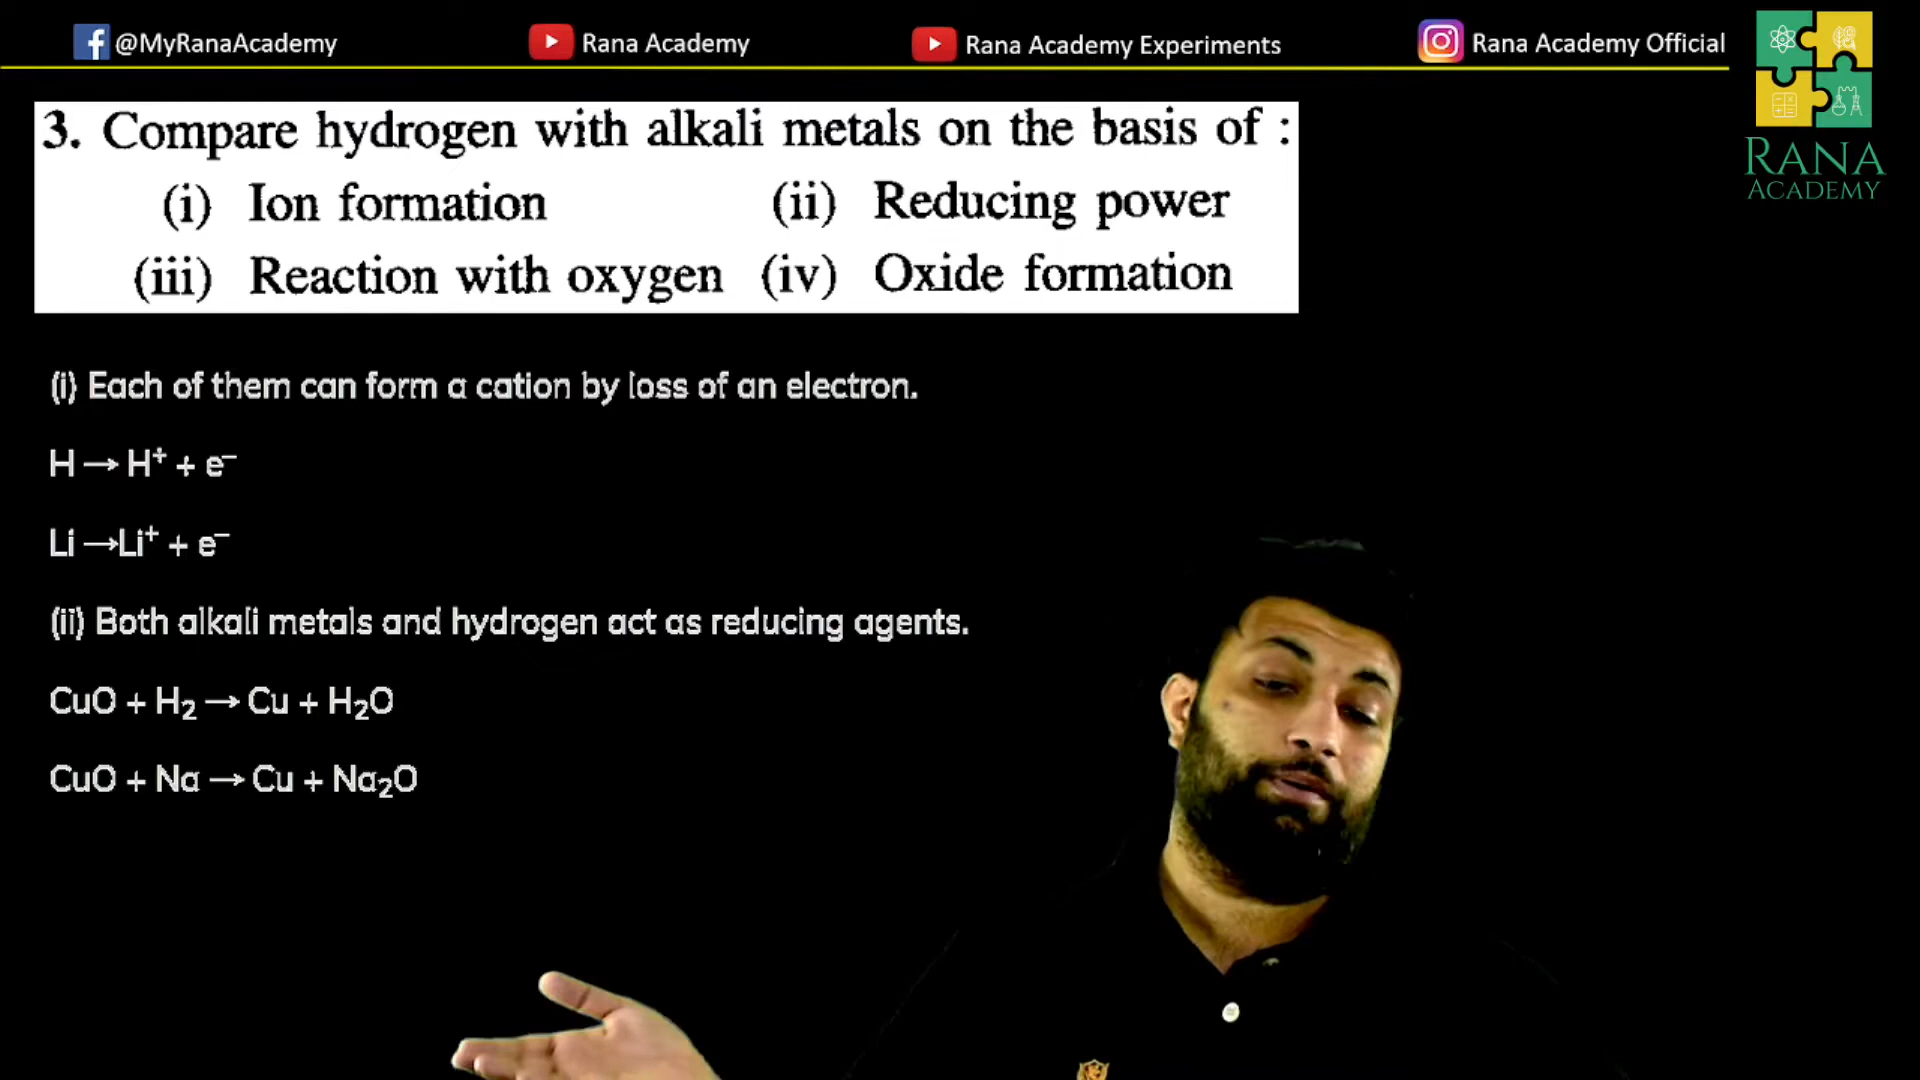 @MyRanaAcademy
Rana Academy
Rana Academy Experiments
Rana Academy Official
RANA
ACADEMY
3. Compare hydrogen with alkali metals on the basis of :
(i) Ion formation (ii) Reducing power
(iii) Reaction with oxygen (iv) Oxide formation
(i) Each of them can form a cation by loss of an electron.
H → H⁺ + e⁻
Li → Li⁺ + e⁻
(ii) Both alkali metals and hydrogen act as reducing agents.
CuO + H₂ → Cu + H₂O
CuO + Na → Cu + Na₂O